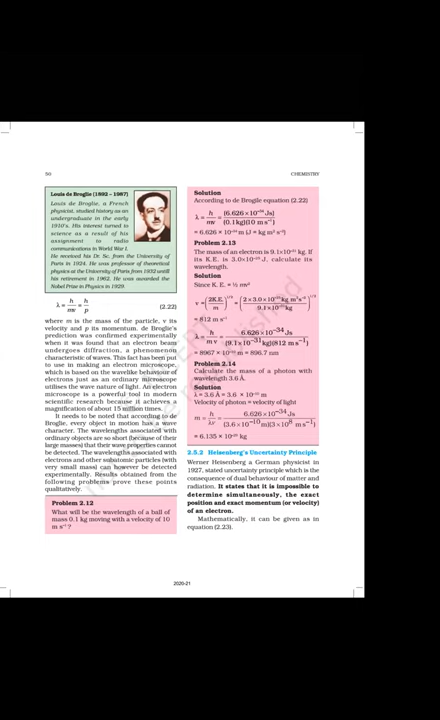 50
CHEMISTRY
Louis de Broglie (1892 – 1987)
Louis de Broglie, a French
physicist, studied history as an
undergraduate in the early
1910's. His interest turned to
science as a result of his
assignment to radio
communications in World War I.
He received his Dr. Sc. from the University
of Paris in 1924. He was professor of theoretical
physics at the University of Paris from 1932 untill
his retirement in 1962. He was awarded the
Nobel Prize in Physics in 1929.
λ = h/mv = h/p (2.22)
where m is the mass of the particle, v its
velocity and p its momentum. de Broglie's
prediction was confirmed experimentally
when it was found that an electron beam
undergoes diffraction, a phenomenon
characteristic of waves. This fact has been put
to use in making an electron microscope,
which is based on the wavelike behaviour of
electrons just as an ordinary microscope
utilises the wave nature of light. An electron
microscope is a powerful tool in modern
scientific research because it achieves a
magnification of about 15 million times.
It needs to be noted that according to de
Broglie, every object in motion has a wave
character. The wavelengths associated with
ordinary objects are so short (because of their
large masses) that their wave properties cannot
be detected. The wavelengths associated with
electrons and other subatomic particles (with
very small mass) can however be detected
experimentally. Results obtained from the
following problems prove these points
qualitatively.
Problem 2.12
What will be the wavelength of a ball of
mass 0.1 kg moving with a velocity of 10
m s⁻¹ ?
Solution
According to de Brogile equation (2.22)
λ = h/mv = (6.626 × 10⁻³⁴ Js)/((0.1 kg)(10 m s⁻¹))
= 6.626 × 10⁻³⁴ m (J = kg m² s⁻²)
Problem 2.13
The mass of an electron is 9.1×10⁻³¹ kg. If
its K.E. is 3.0×10⁻²⁵ J, calculate its
wavelength.
Solution
Since K. E. = ½ mv²
v = (2K.E./m)^1/2 = (2 × 3.0 × 10⁻²⁵ kg m² s⁻²/9.1 × 10⁻³¹ kg)^1/2
= 812 m s⁻¹
λ = h/m v = 6.626 × 10⁻³⁴ Js/(9.1 × 10⁻³¹ kg)(812 m s⁻¹)
= 8967 × 10⁻¹⁰ m = 896.7 nm
Problem 2.14
Calculate the mass of a photon with
wavelength 3.6 Å.
Solution
λ = 3.6 Å = 3.6 × 10⁻¹⁰ m
Velocity of photon = velocity of light
m = h/λv = 6.626 × 10⁻³⁴ Js/(3.6 × 10⁻¹⁰ m)(3 × 10⁸ m s⁻¹)
= 6.135 × 10⁻²⁹ kg
2.5.2 Heisenberg's Uncertainty Principle
Werner Heisenberg a German physicist in
1927, stated uncertainty principle which is the
consequence of dual behaviour of matter and
radiation. It states that it is impossible to
determine simultaneously, the exact
position and exact momentum (or velocity)
of an electron.
Mathematically, it can be given as in
equation (2.23).
2020-21